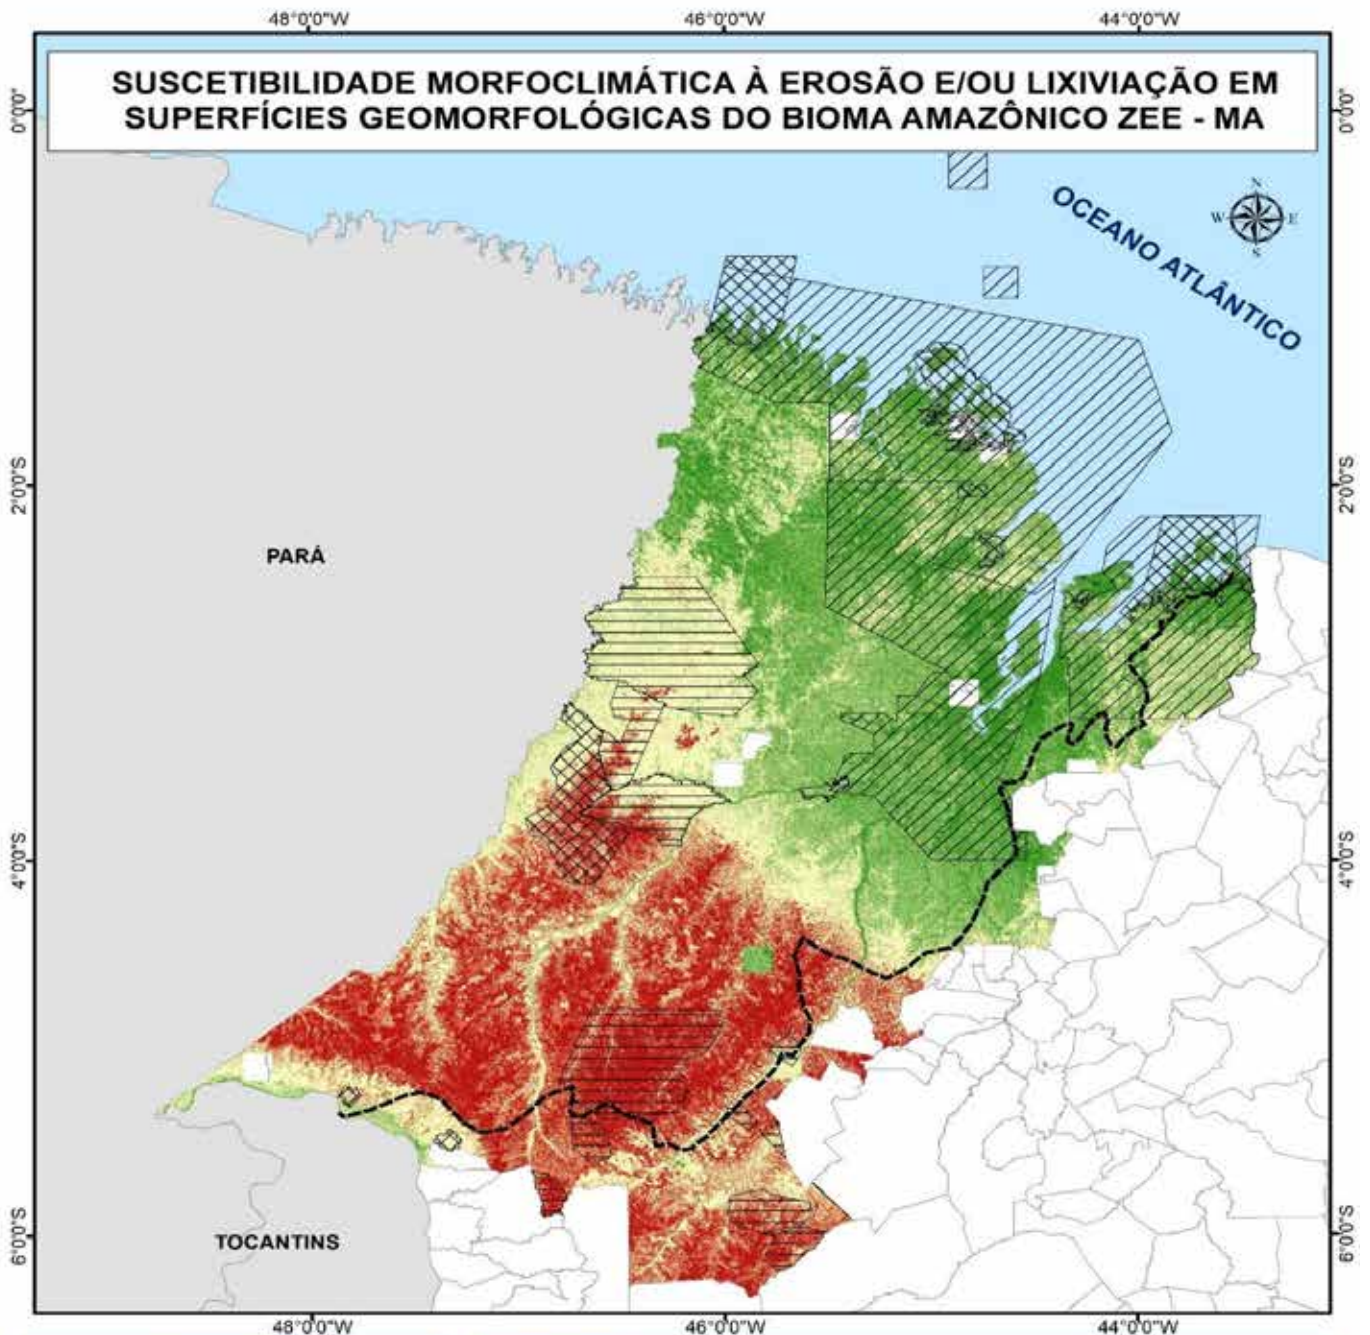 48°0'0"W 46°0'0"W 44°0'0"W
SUSCETIBILIDADE MORFOCLIMÁTICA À EROSÃO E/OU LIXIVIAÇÃO EM
SUPERFÍCIES GEOMORFOLÓGICAS DO BIOMA AMAZÔNICO ZEE - MA
0°0'0" 0°0'0"
N
W E
S
OCEANO ATLÂNTICO
2°0'0"S 2°0'0"S
PARÁ
4°0'0"S 4°0'0"S
TOCANTINS
6°0'0"S 6°0'0"S
48°0'0"W 46°0'0"W 44°0'0"W